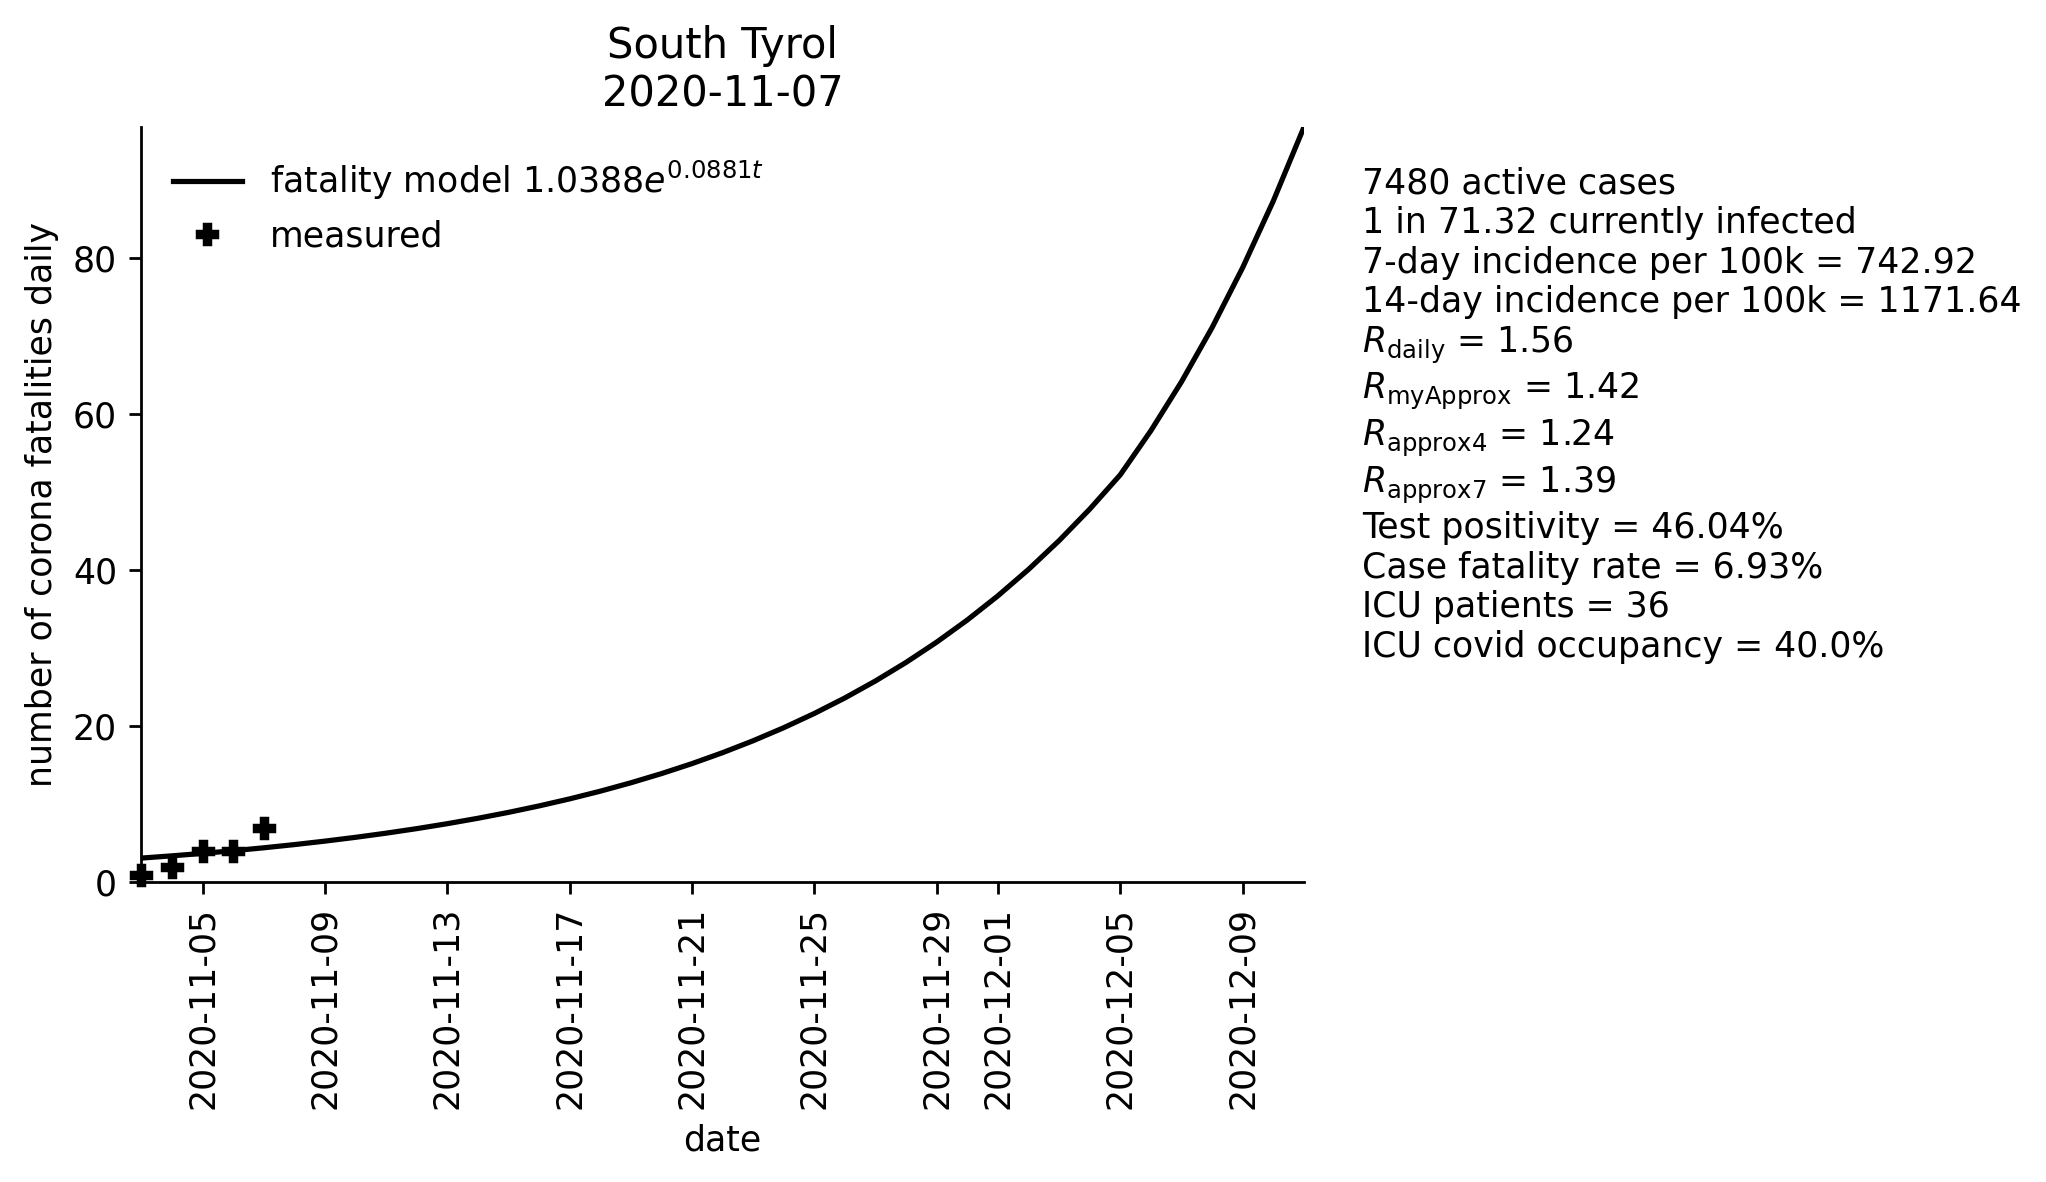 South Tyrol
2020-11-07
fatality model 1.0388e^0.0881t
measured
number of corona fatalities daily
80
60
40
20
0
2020-11-05
2020-11-09
2020-11-13
2020-11-17
2020-11-21
2020-11-25
2020-11-29
2020-12-01
2020-12-05
2020-12-09
date
7480 active cases
1 in 71.32 currently infected
7-day incidence per 100k = 742.92
14-day incidence per 100k = 1171.64
R_daily = 1.56
R_myApprox = 1.42
R_approx4 = 1.24
R_approx7 = 1.39
Test positivity = 46.04%
Case fatality rate = 6.93%
ICU patients = 36
ICU covid occupancy = 40.0%